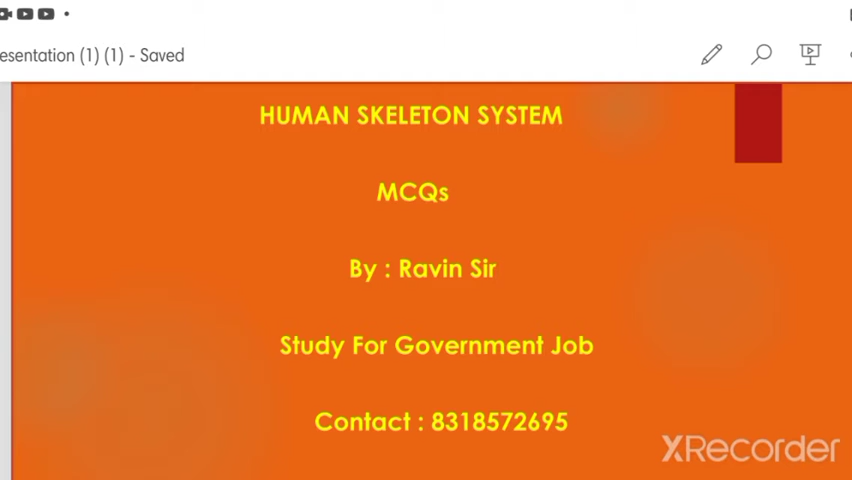 esentation (1) (1) - Saved
HUMAN SKELETON SYSTEM
MCQs
By : Ravin Sir
Study For Government Job
Contact : 8318572695
XRecorder